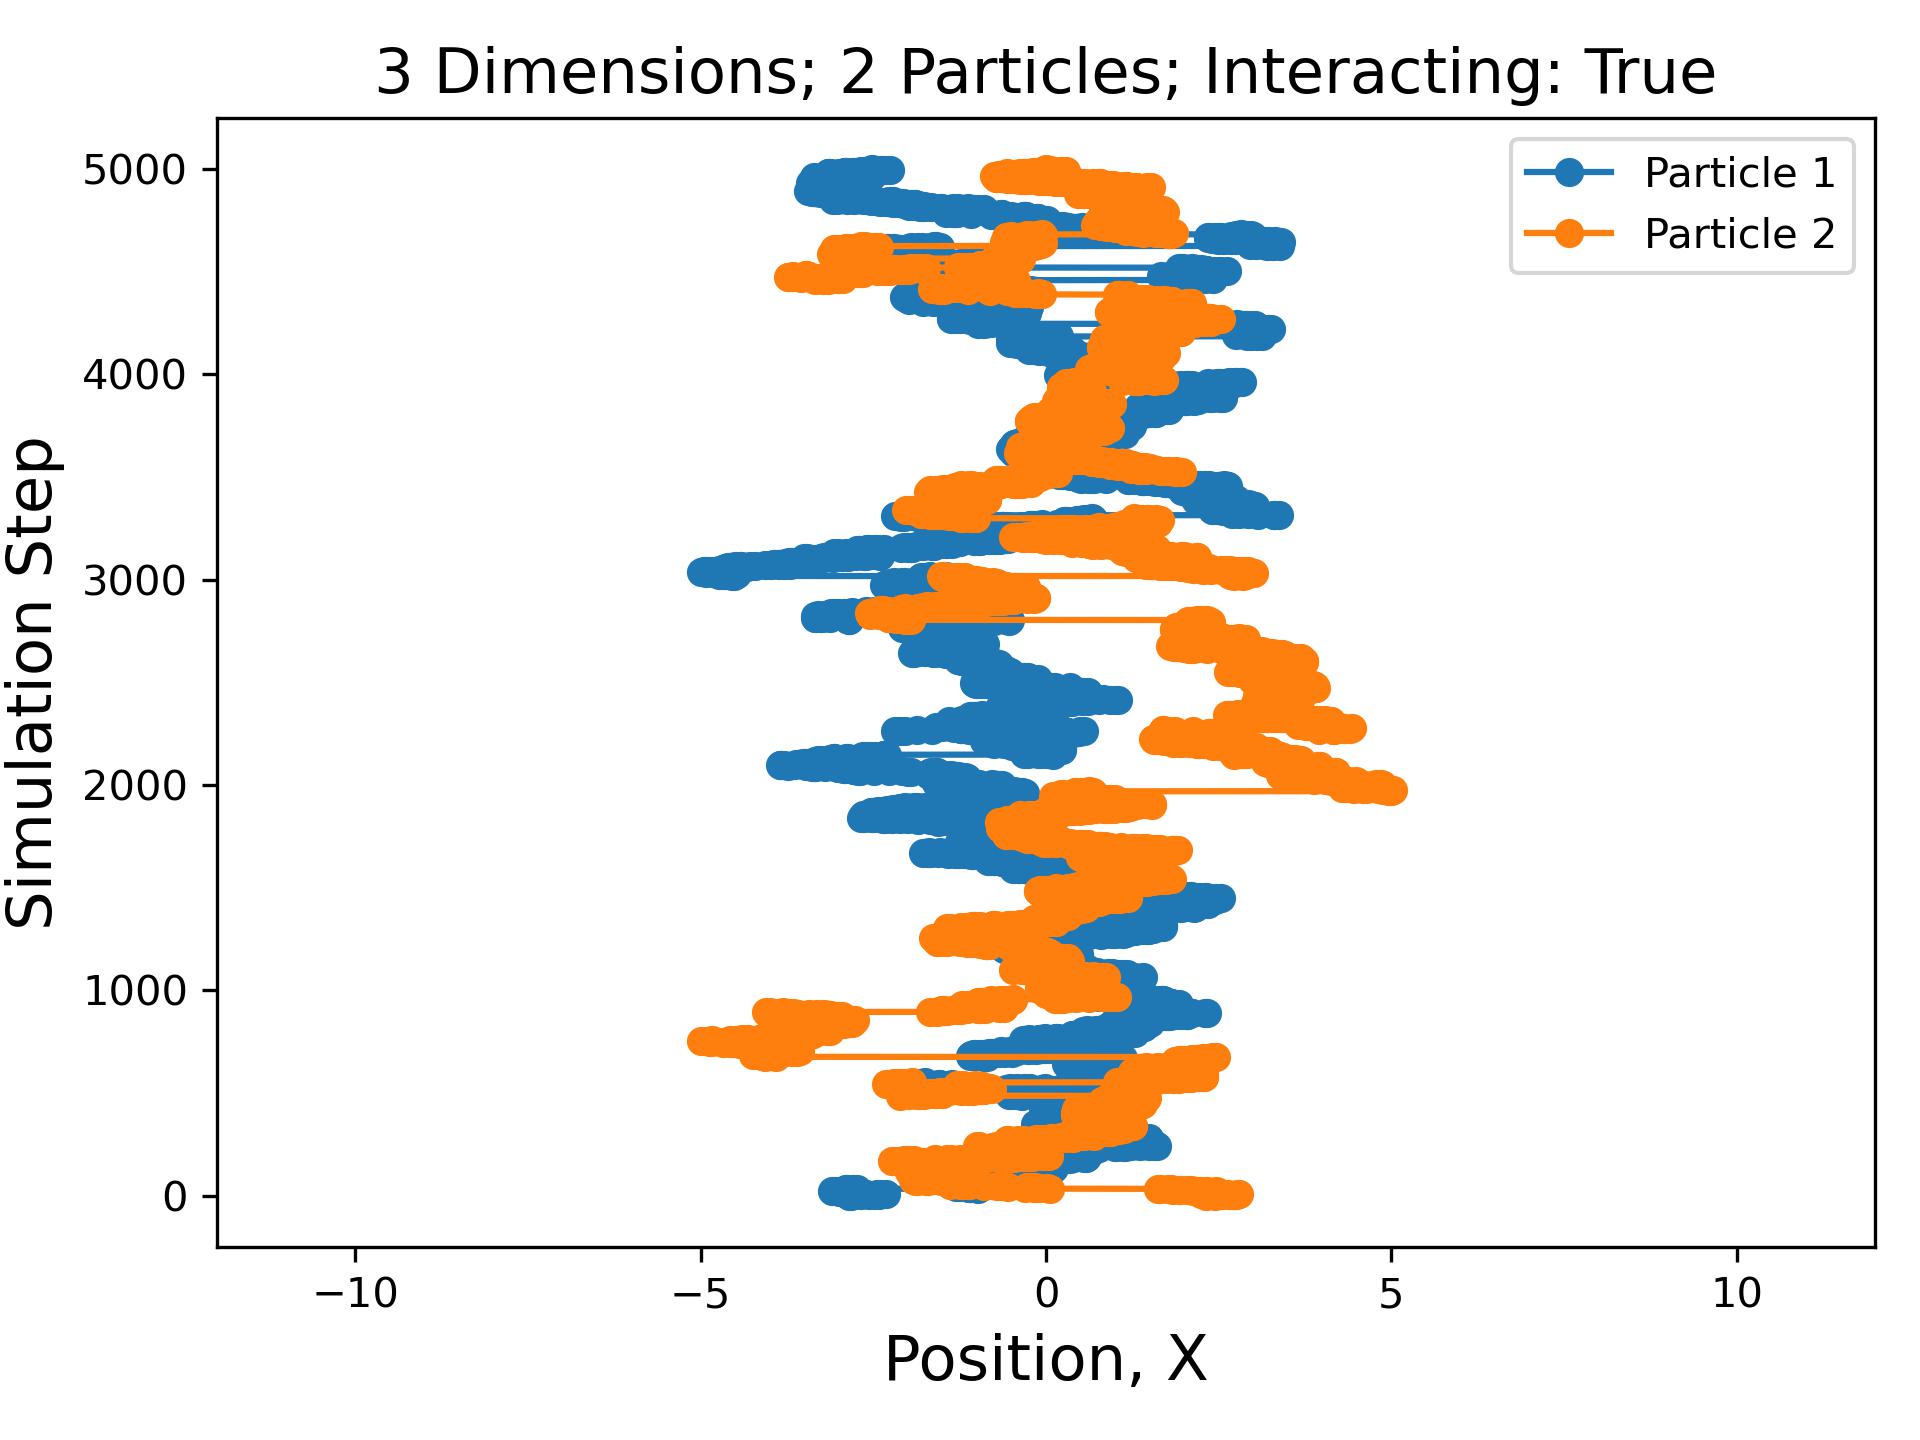 3 Dimensions; 2 Particles; Interacting: True
Particle 1
Particle 2
Simulation Step
5000
4000
3000
2000
1000
0
−10
−5
0
5
10
Position, X